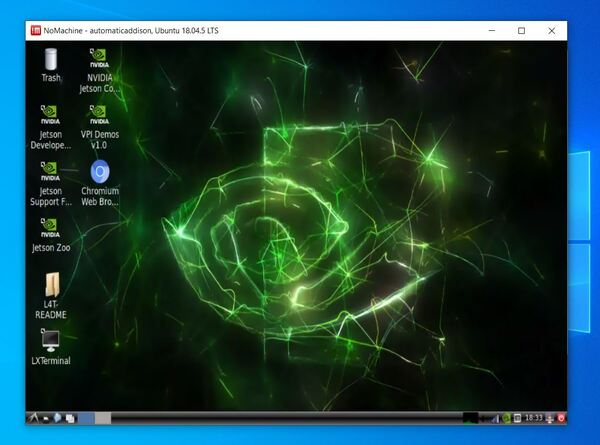 NoMachine - automaticaddison, Ubuntu 18.04.5 LTS
Trash
NVIDIA
NVIDIA
Jetson Co...
NVIDIA
Jetson
Develope...
NVIDIA
VPI Demos
v1.0
NVIDIA
Jetson
Support F...
Chromium
Web Bro...
NVIDIA
Jetson Zoo
L4T-
README
LXTerminal
18:33